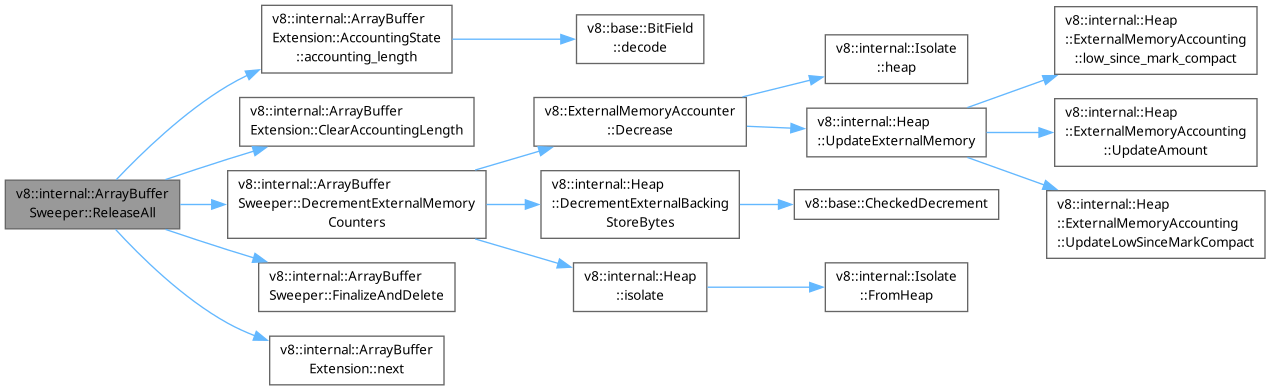 v8::internal::ArrayBuffer
Sweeper::ReleaseAll
v8::internal::ArrayBuffer
Extension::AccountingState
::accounting_length
v8::base::BitField
::decode
v8::internal::ArrayBuffer
Extension::ClearAccountingLength
v8::internal::ArrayBuffer
Sweeper::DecrementExternalMemory
Counters
v8::ExternalMemoryAccounter
::Decrease
v8::internal::Isolate
::heap
v8::internal::Heap
::UpdateExternalMemory
v8::internal::Heap
::ExternalMemoryAccounting
::low_since_mark_compact
v8::internal::Heap
::ExternalMemoryAccounting
::UpdateAmount
v8::internal::Heap
::ExternalMemoryAccounting
::UpdateLowSinceMarkCompact
v8::internal::Heap
::DecrementExternalBacking
StoreBytes
v8::base::CheckedDecrement
v8::internal::Heap
::isolate
v8::internal::Isolate
::FromHeap
v8::internal::ArrayBuffer
Sweeper::FinalizeAndDelete
v8::internal::ArrayBuffer
Extension::next